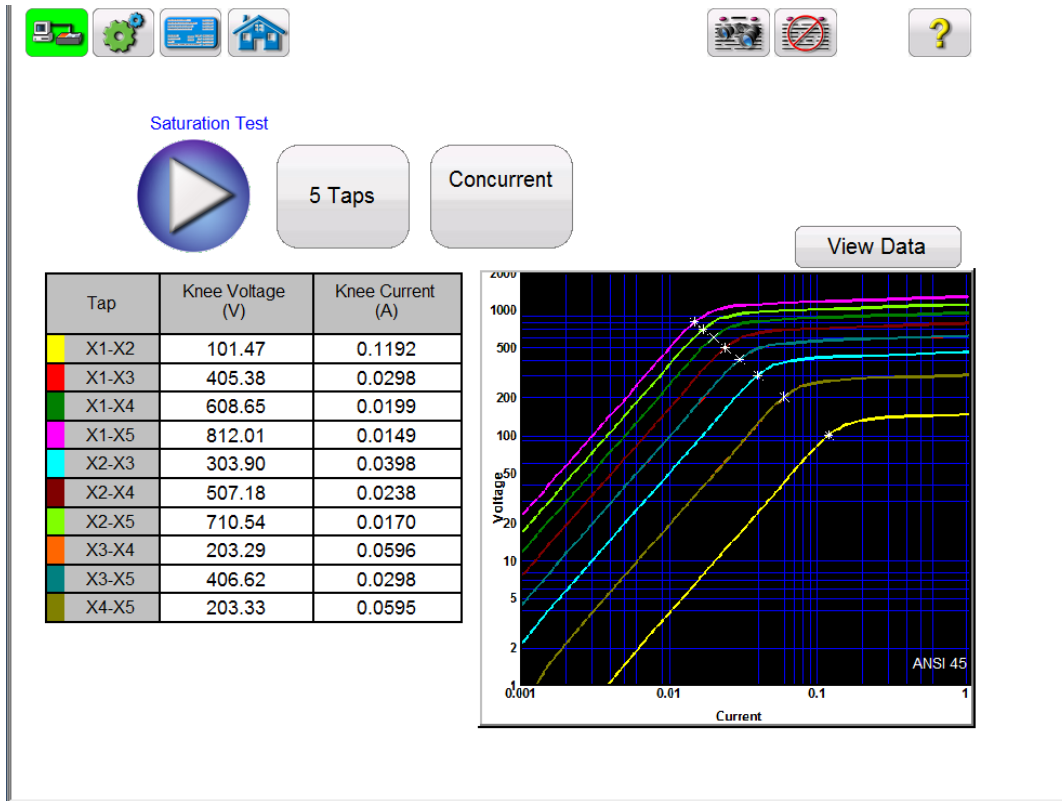 ?
Saturation Test
5 Taps
Concurrent
View Data
Tap Knee Voltage (V) Knee Current (A)
X1-X2 101.47 0.1192
X1-X3 405.38 0.0298
X1-X4 608.65 0.0199
X1-X5 812.01 0.0149
X2-X3 303.90 0.0398
X2-X4 507.18 0.0238
X2-X5 710.54 0.0170
X3-X4 203.29 0.0596
X3-X5 406.62 0.0298
X4-X5 203.33 0.0595
2000
1000
500
200
100
50
Voltage
20
10
5
2
1
ANSI 45
0.001 0.01 0.1 1
Current